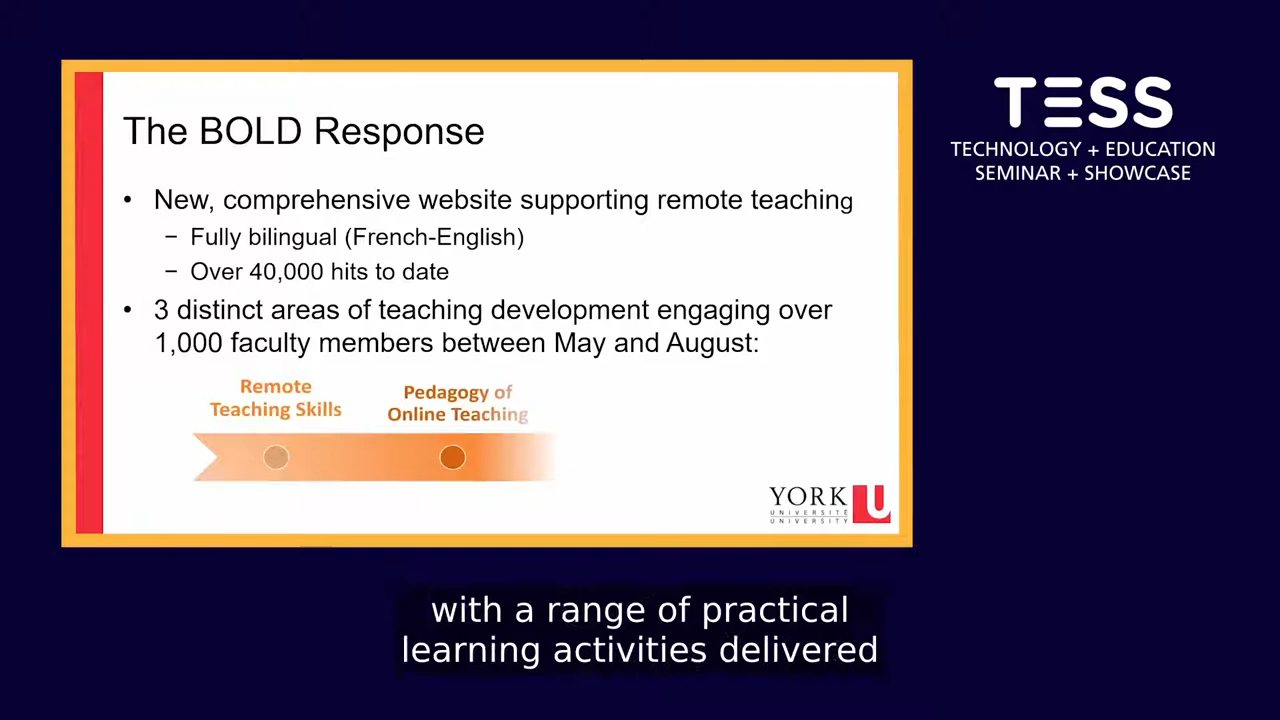 The BOLD Response
• New, comprehensive website supporting remote teaching
– Fully bilingual (French-English)
– Over 40,000 hits to date
• 3 distinct areas of teaching development engaging over
1,000 faculty members between May and August:
Remote
Teaching Skills
Pedagogy of
Online Teaching
YORK U
UNIVERSITÉ
UNIVERSITY
TESS
TECHNOLOGY + EDUCATION
SEMINAR + SHOWCASE
with a range of practical
learning activities delivered